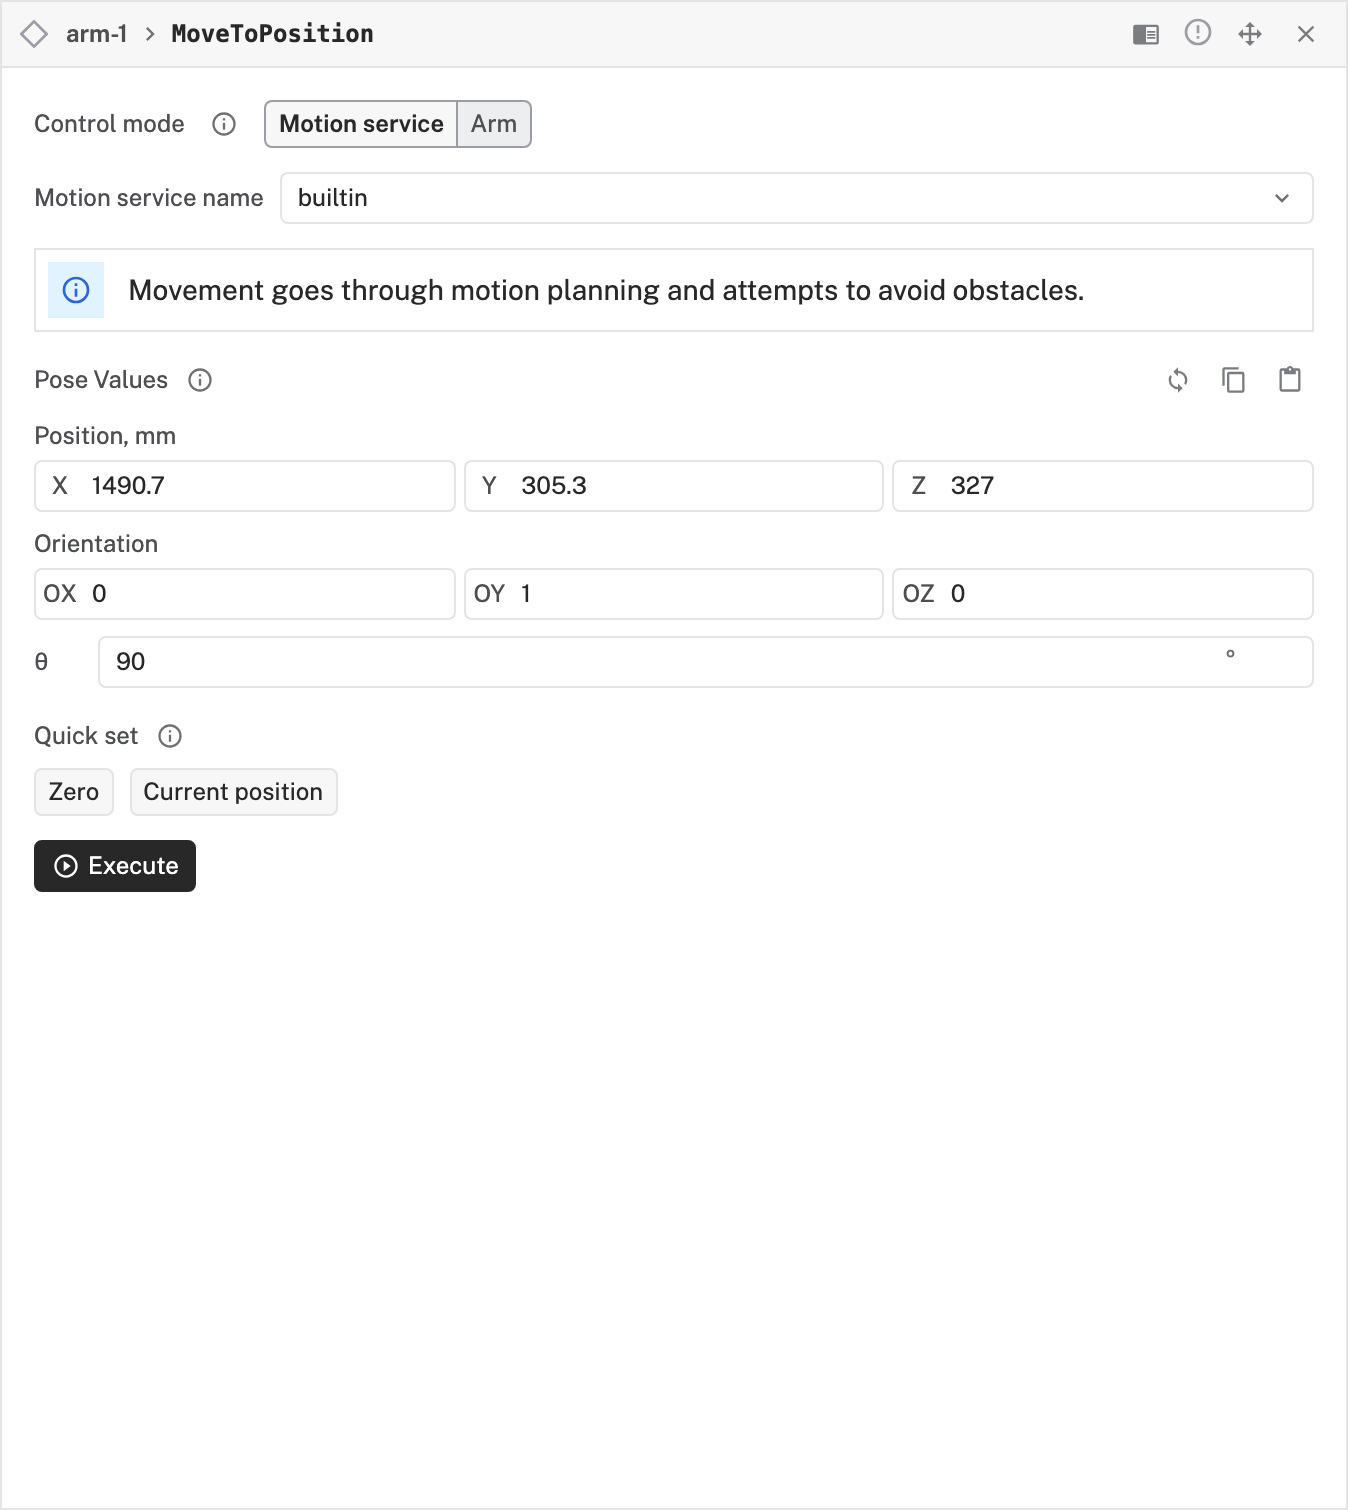 arm-1 > MoveToPosition
Control mode Motion service Arm
Motion service name builtin
Movement goes through motion planning and attempts to avoid obstacles.
Pose Values
Position, mm
X 1490.7 Y 305.3 Z 327
Orientation
OX 0 OY 1 OZ 0
θ 90 °
Quick set
Zero Current position
Execute